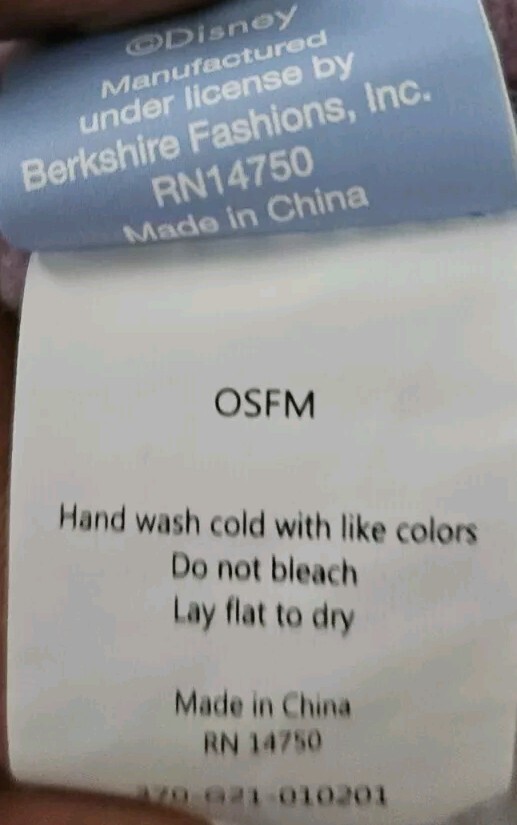 ©Disney
Manufactured
under license by
Berkshire Fashions, Inc.
RN14750
Made in China
OSFM
Hand wash cold with like colors
Do not bleach
Lay flat to dry
Made in China
RN 14750